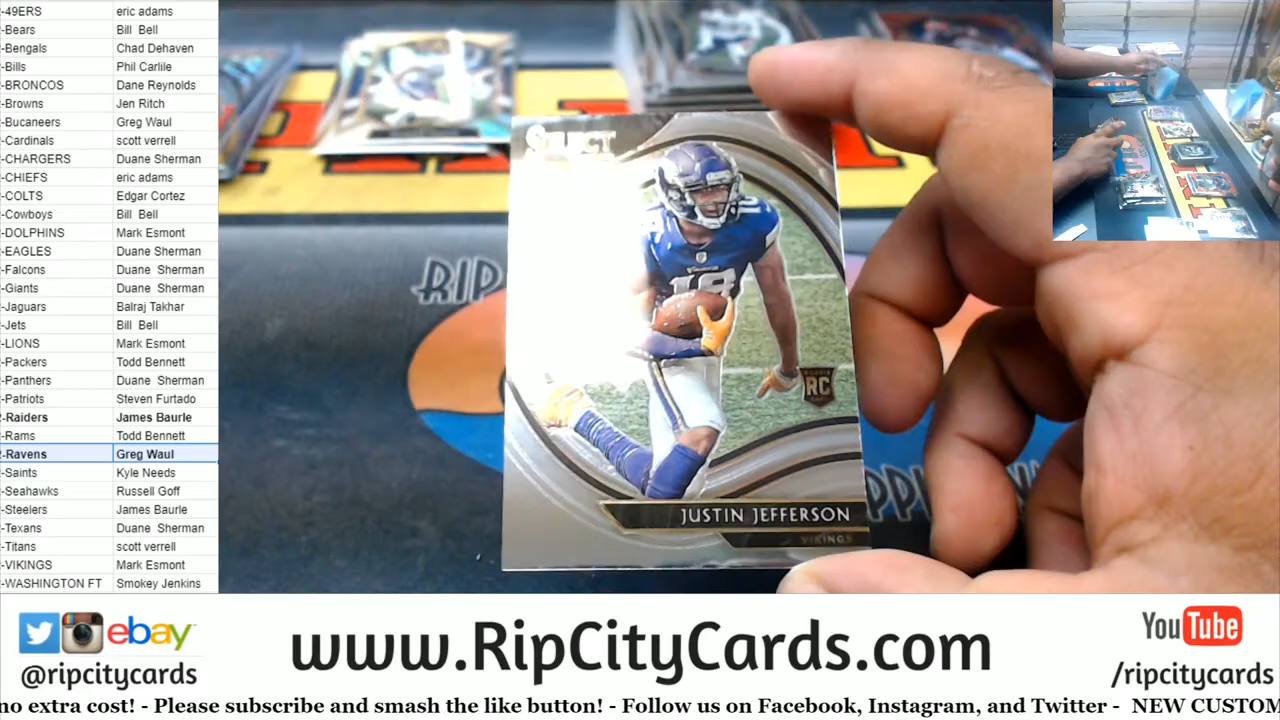 -49ERS eric adams
-Bears Bill Bell
-Bengals Chad Dehaven
-Bills Phil Carlile
-BRONCOS Dane Reynolds
-Browns Jen Ritch
-Bucaneers Greg Waul
-Cardinals scott verrell
-CHARGERS Duane Sherman
-CHIEFS eric adams
-COLTS Edgar Cortez
-Cowboys Bill Bell
-DOLPHINS Mark Esmont
-EAGLES Duane Sherman
-Falcons Duane Sherman
-Giants Duane Sherman
-Jaguars Balraj Takhar
-Jets Bill Bell
-LIONS Mark Esmont
-Packers Todd Bennett
-Panthers Duane Sherman
-Patriots Steven Furtado
-Raiders James Baurle
-Rams Todd Bennett
-Ravens Greg Waul
-Saints Kyle Needs
-Seahawks Russell Goff
-Steelers James Baurle
-Texans Duane Sherman
-Titans scott verrell
-VIKINGS Mark Esmont
-WASHINGTON FT Smokey Jenkins
SELECT
18
RC
JUSTIN JEFFERSON
VIKINGS
RIP
ebay
@ripcitycards
www.RipCityCards.com
YouTube
/ripcitycards
no extra cost! - Please subscribe and smash the like button! - Follow us on Facebook, Instagram, and Twitter - NEW CUSTOM